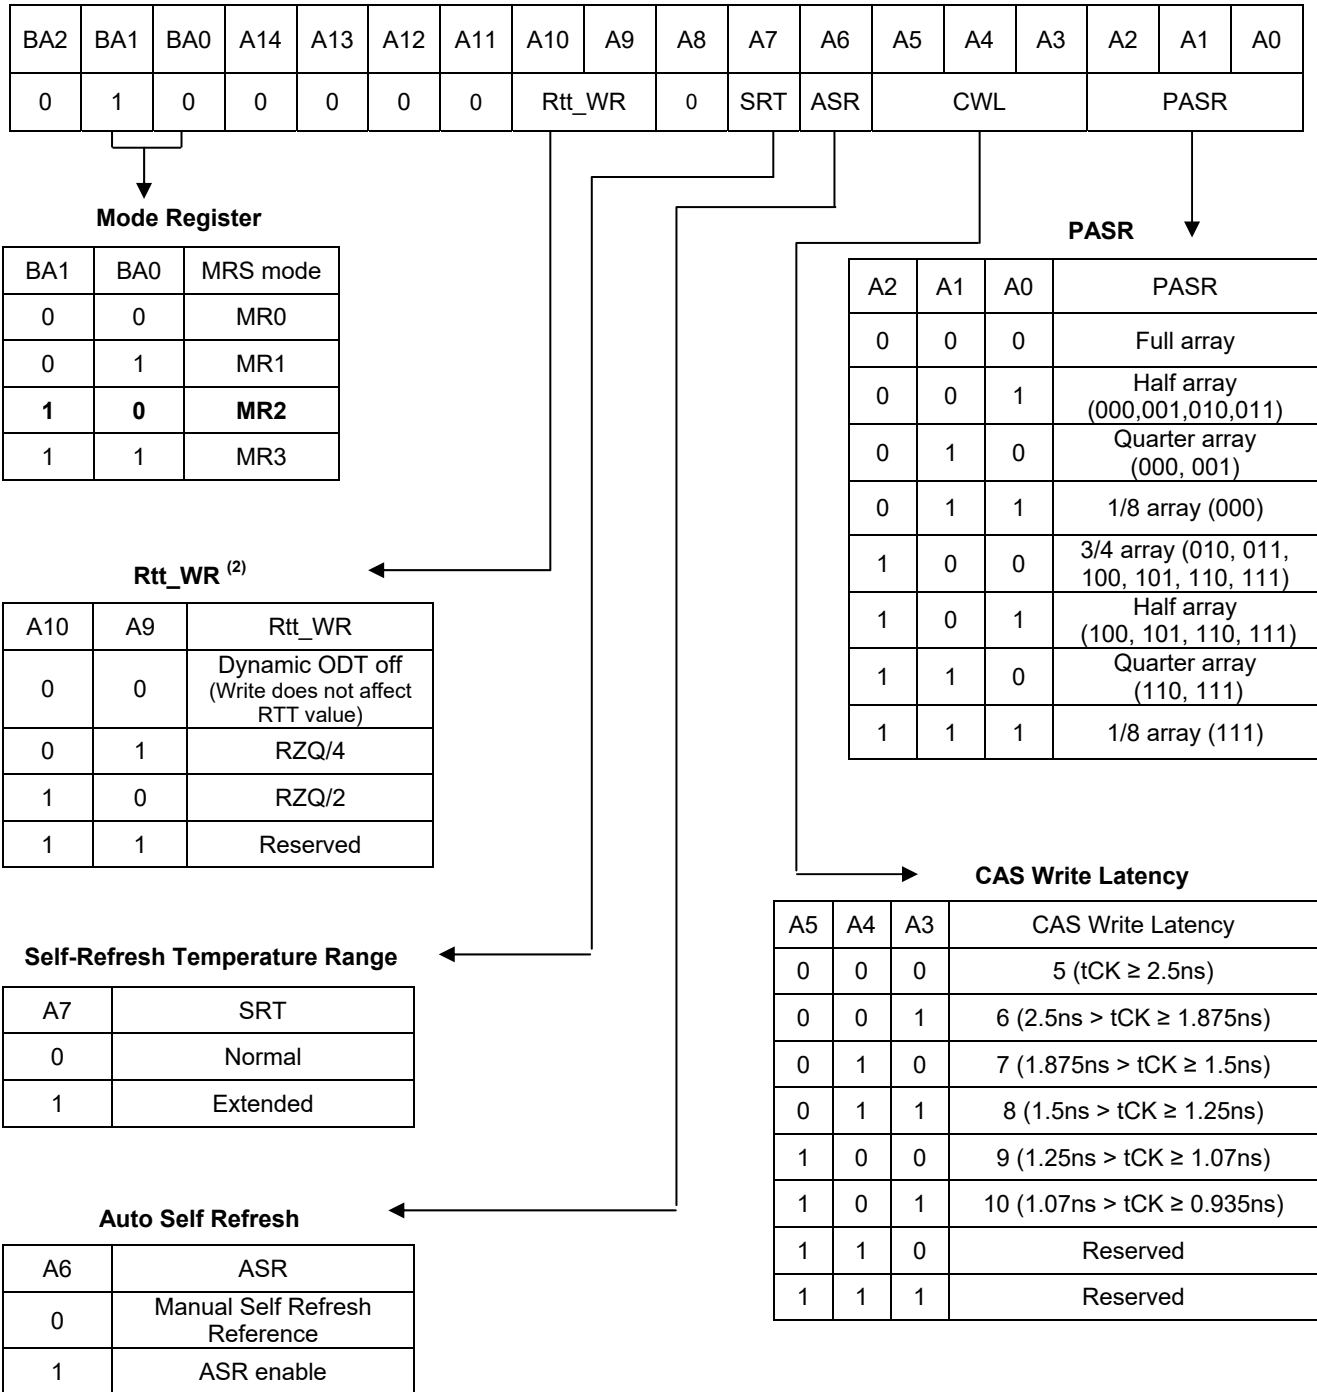 BA2 BA1 BA0 A14 A13 A12 A11 A10 A9 A8 A7 A6 A5 A4 A3 A2 A1 A0
0 1 0 0 0 0 0 Rtt_WR 0 SRT ASR CWL PASR
Mode Register
BA1 BA0 MRS mode
0 0 MR0
0 1 MR1
1 0 MR2
1 1 MR3
PASR
A2 A1 A0 PASR
0 0 0 Full array
0 0 1 Half array
(000,001,010,011)
0 1 0 Quarter array
(000, 001)
0 1 1 1/8 array (000)
1 0 0 3/4 array (010, 011,
100, 101, 110, 111)
1 0 1 Half array
(100, 101, 110, 111)
1 1 0 Quarter array
(110, 111)
1 1 1 1/8 array (111)
Rtt_WR (2)
A10 A9 Rtt_WR
0 0 Dynamic ODT off
(Write does not affect
RTT value)
0 1 RZQ/4
1 0 RZQ/2
1 1 Reserved
CAS Write Latency
A5 A4 A3 CAS Write Latency
0 0 0 5 (tCK ≥ 2.5ns)
0 0 1 6 (2.5ns > tCK ≥ 1.875ns)
0 1 0 7 (1.875ns > tCK ≥ 1.5ns)
0 1 1 8 (1.5ns > tCK ≥ 1.25ns)
1 0 0 9 (1.25ns > tCK ≥ 1.07ns)
1 0 1 10 (1.07ns > tCK ≥ 0.935ns)
1 1 0 Reserved
1 1 1 Reserved
Self-Refresh Temperature Range
A7 SRT
0 Normal
1 Extended
Auto Self Refresh
A6 ASR
0 Manual Self Refresh
Reference
1 ASR enable